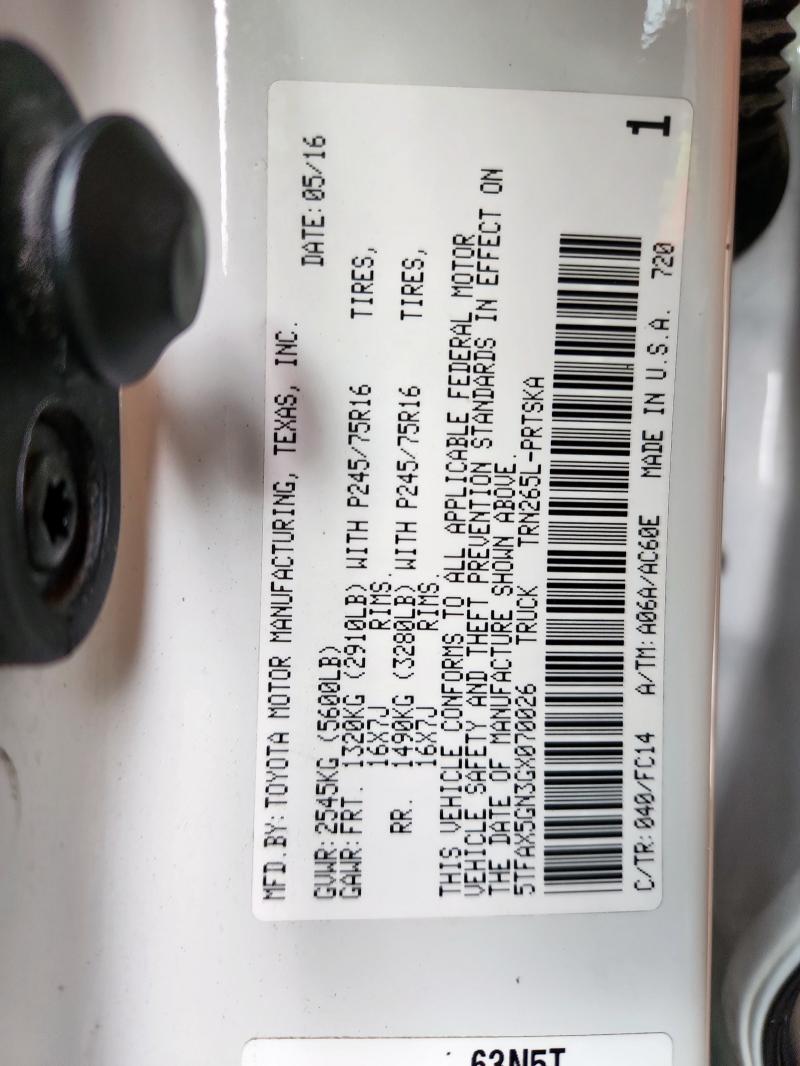 MFD.BY:TOYOTA MOTOR MANUFACTURING, TEXAS, INC.
DATE:05/16
GVWR:2545KG (5600LB)
GAWR:FRT. 1320KG (2910LB) WITH P245/75R16 TIRES,
16X7J RIMS.
RR. 1490KG (3280LB) WITH P245/75R16 TIRES,
16X7J RIMS.
THIS VEHICLE CONFORMS TO ALL APPLICABLE FEDERAL MOTOR
VEHICLE SAFETY AND THEFT PREVENTION STANDARDS IN EFFECT ON
THE DATE OF MANUFACTURE SHOWN ABOVE.
5TFAX5GN3GX070026 TRUCK TRN265L-PRTSKA
C/TR:040/FC14 A/TM:A06A/AC60E MADE IN U.S.A. 720
1
63N5T